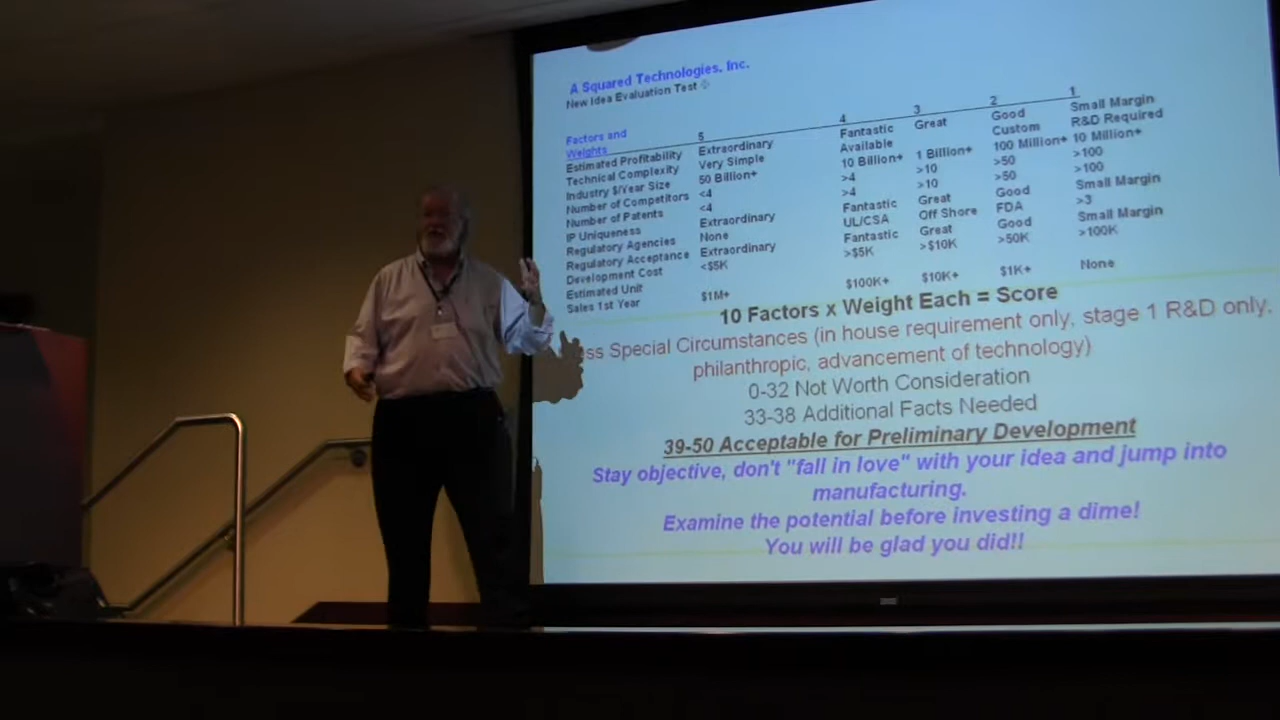 A Squared Technologies, Inc.
New Idea Evaluation Test
Factors and Weights 5 4 3 2 1
Estimated Profitability Extraordinary Fantastic Great Good Small Margin
Technical Complexity Very Simple Available Custom R&D Required
Industry $/Year Size 50 Billion+ 10 Billion+ 1 Billion+ 100 Million+ 10 Million+
Number of Competitors <4 >4 >10 >50 >100
Number of Patents <4 >4 >10 >50 >100
IP Uniqueness Extraordinary Fantastic Great Good Small Margin
Regulatory Agencies None UL/CSA Off Shore FDA >3
Regulatory Acceptance Extraordinary Fantastic Great Good Small Margin
Development Cost <$5K >$5K >$10K >50K >100K
Estimated Unit
Sales 1st Year $1M+ $100K+ $10K+ $1K+ None
10 Factors x Weight Each = Score
Special Circumstances (in house requirement only, stage 1 R&D only.
philanthropic, advancement of technology)
0-32 Not Worth Consideration
33-38 Additional Facts Needed
39-50 Acceptable for Preliminary Development
Stay objective, don't "fall in love" with your idea and jump into
manufacturing.
Examine the potential before investing a dime!
You will be glad you did!!